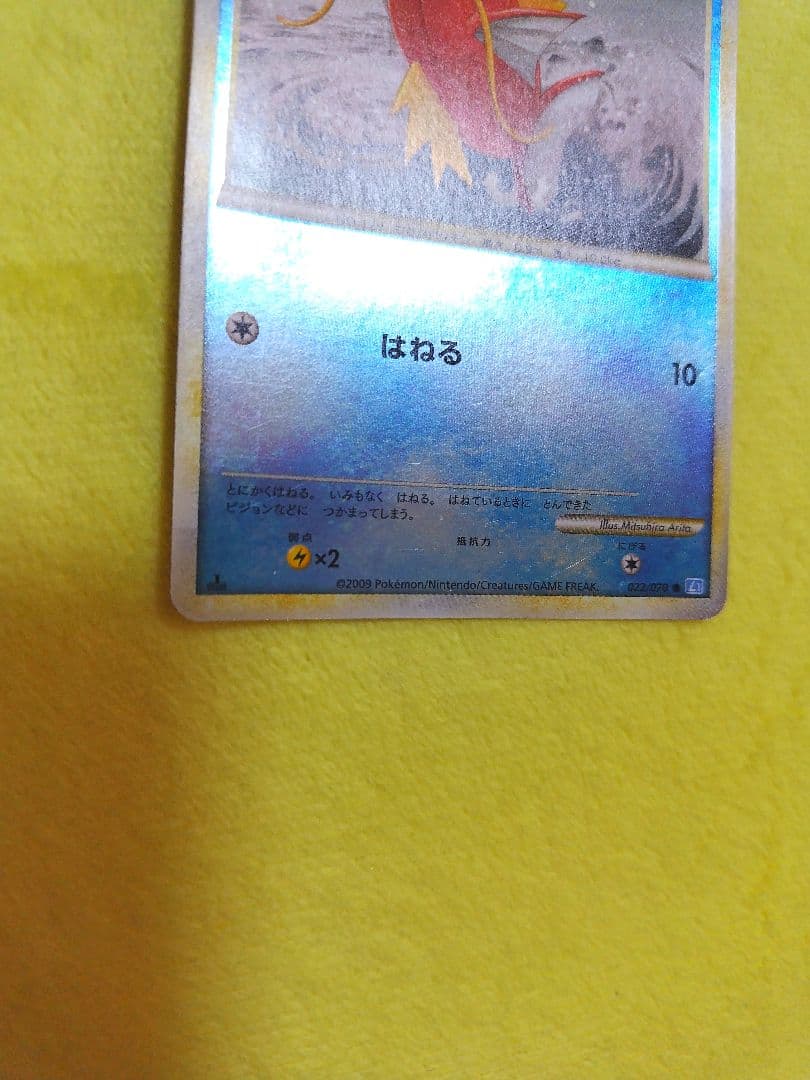 はねる
10
とにかくはねる。 いみもなく はねる。 はねているときに とんできた
ピジョンなどに つかまってしまう。
Illus. Mitsuhiro Arita
弱点
×2
抵抗力
にげる
©2009 Pokémon/Nintendo/Creatures/GAME FREAK.
022/070
L1